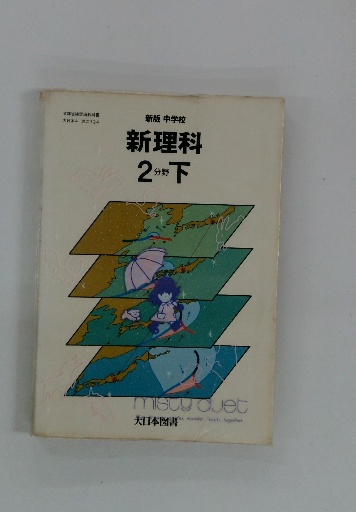 新版 中学校
新理科
2分野下
misty duet
大日本図書